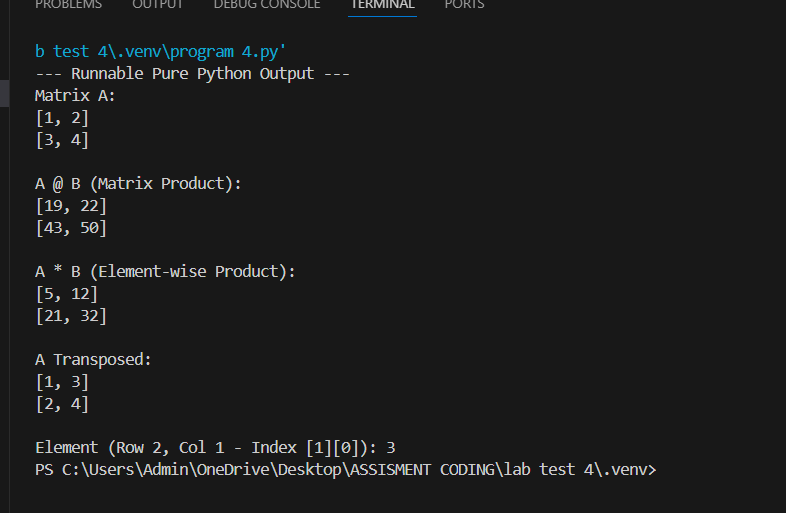 PROBLEMS OUTPUT DEBUG CONSOLE TERMINAL PORTS
b test 4\.venv\program 4.py'
--- Runnable Pure Python Output ---
Matrix A:
[1, 2]
[3, 4]
A @ B (Matrix Product):
[19, 22]
[43, 50]
A * B (Element-wise Product):
[5, 12]
[21, 32]
A Transposed:
[1, 3]
[2, 4]
Element (Row 2, Col 1 - Index [1][0]): 3
PS C:\Users\Admin\OneDrive\Desktop\ASSISMENT CODING\lab test 4\.venv>